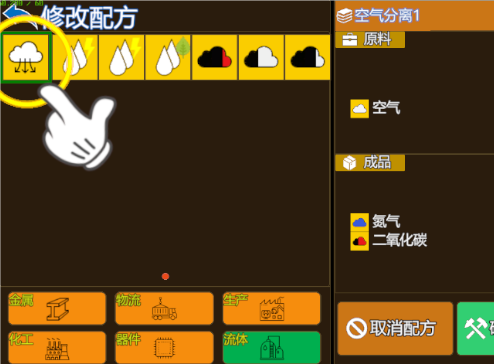 修改配方
空气分离1
原料
空气
成品
氮气
二氧化碳
金属
物流
生产
化工
器件
流体
取消配方